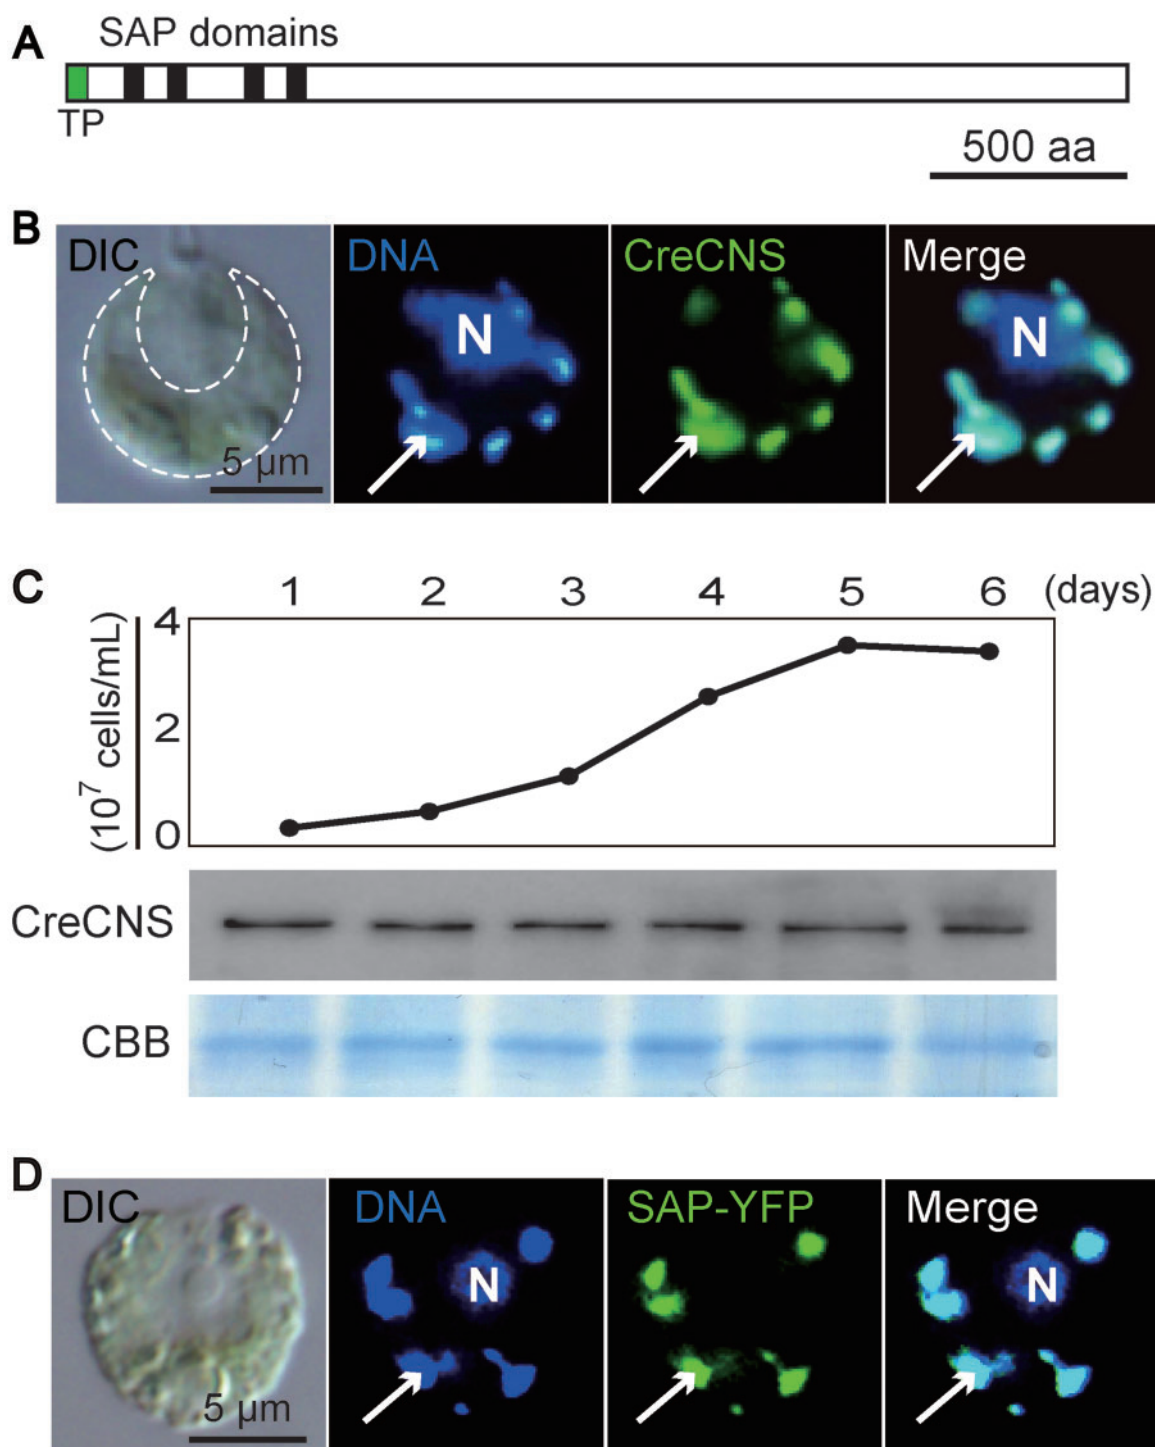 A
SAP domains
TP
500 aa
B
DIC
DNA
CreCNS
Merge
N
N
5 µm
C
1 2 3 4 5 6 (days)
(10⁷ cells/mL)
4
2
0
CreCNS
CBB
D
DIC
DNA
SAP-YFP
Merge
N
N
5 µm